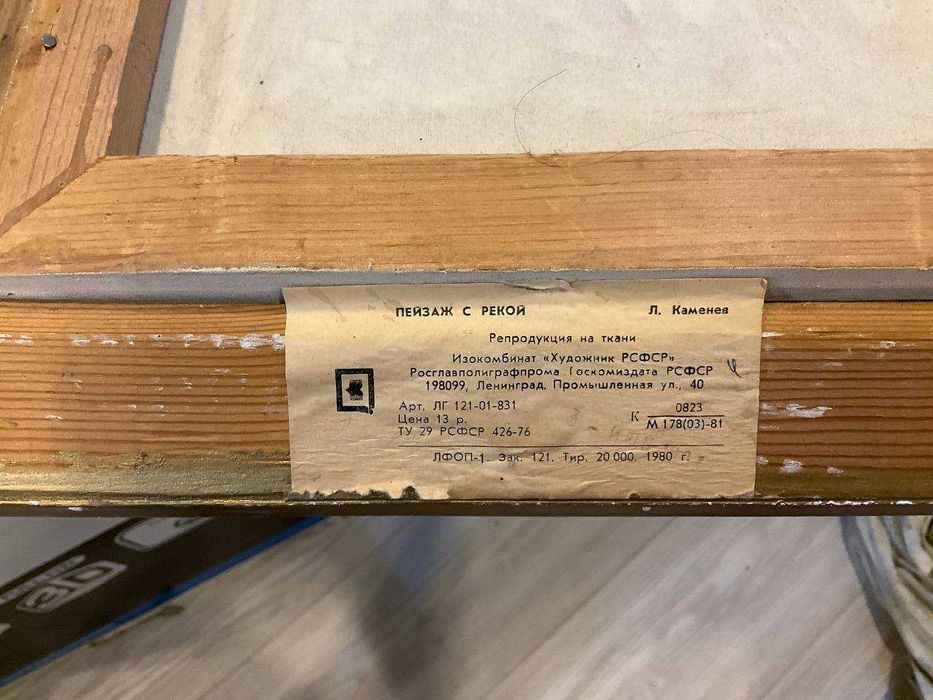 ПЕЙЗАЖ С РЕКОЙ Л. Каменев
Репродукция на ткани
Изокомбинат «Художник РСФСР»
Росглавполиграфпрома Госкомиздата РСФСР
198099, Ленинград, Промышленная ул., 40
Арт. ЛГ 121-01-831
Цена 13 р.
ТУ 29 РСФСР 426-76
К 0823
М 178(03)-81
ЛФОП-1. Зак. 121. Тир. 20 000. 1980 г.